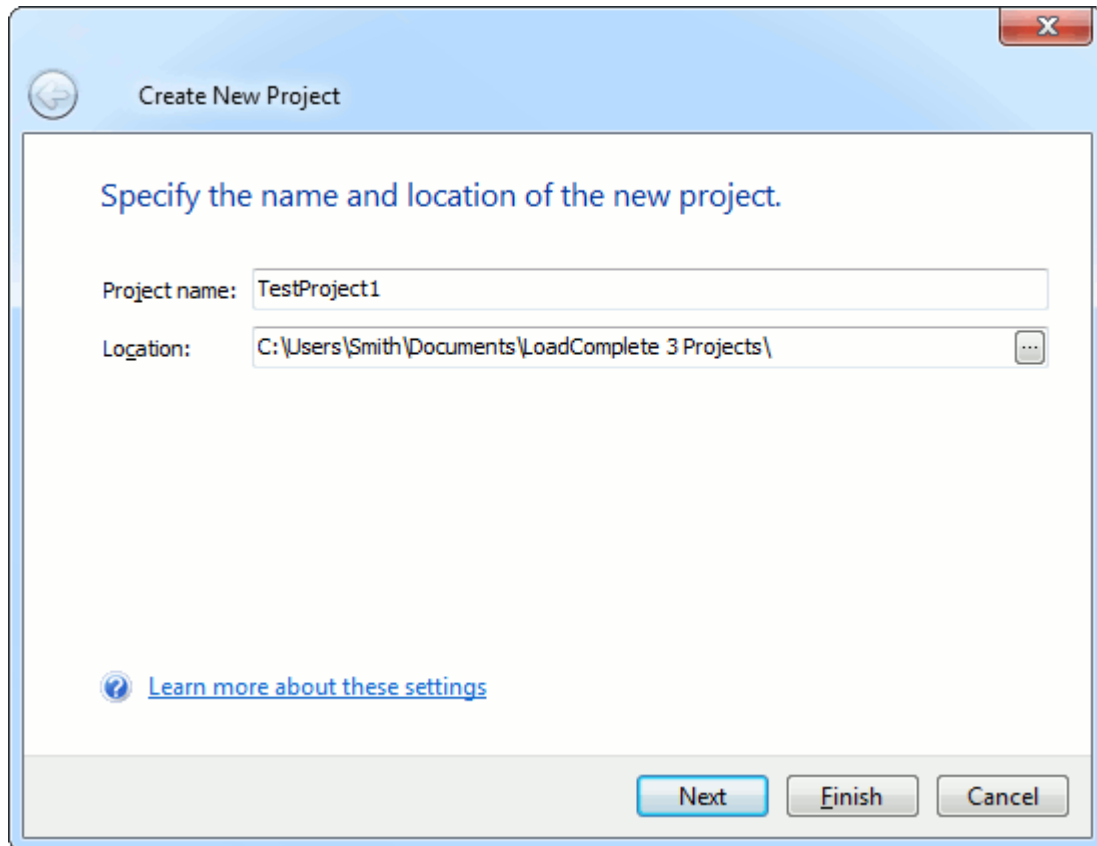 Create New Project
Specify the name and location of the new project.
Project name: TestProject1
Location: C:\Users\Smith\Documents\LoadComplete 3 Projects\ ...
Learn more about these settings
Next Finish Cancel